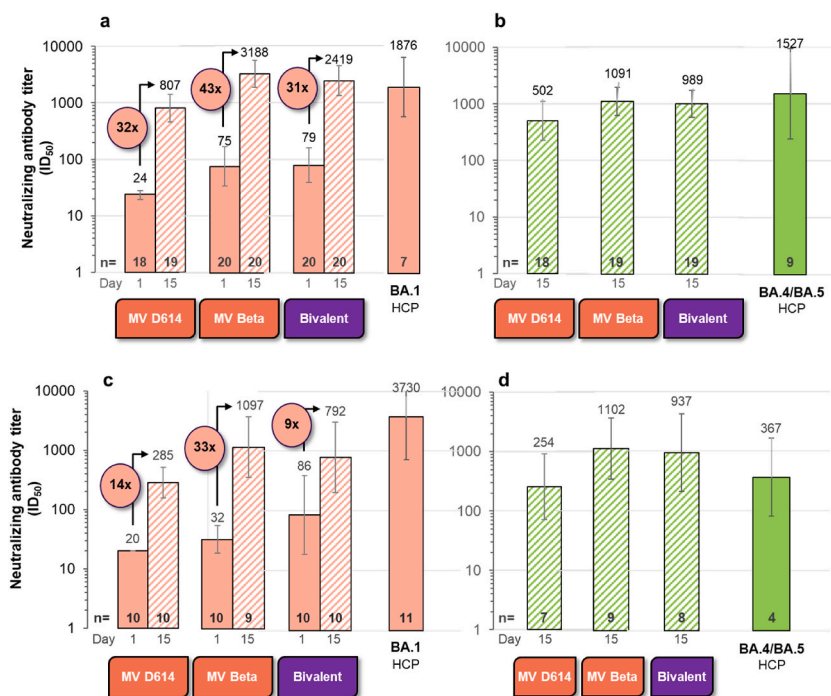 a
Neutralizing antibody titer
(ID50)
10000
1000
100
10
1
32x
807
24
43x
3188
75
31x
2419
79
1876
n=
18
19
20
20
20
20
7
Day
1
15
1
15
1
15
BA.1
HCP
MV D614
MV Beta
Bivalent
b
10000
1000
100
10
1
502
1091
989
1527
n=
18
19
19
9
Day
15
15
15
BA.4/BA.5
HCP
MV D614
MV Beta
Bivalent
c
Neutralizing antibody titer
(ID50)
10000
1000
100
10
1
14x
285
20
33x
1097
32
9x
792
86
3730
n=
10
10
10
9
10
10
11
Day
1
15
1
15
1
15
BA.1
HCP
MV D614
MV Beta
Bivalent
d
10000
1000
100
10
1
254
1102
937
367
n=
7
9
8
4
Day
15
15
15
BA.4/BA.5
HCP
MV D614
MV Beta
Bivalent